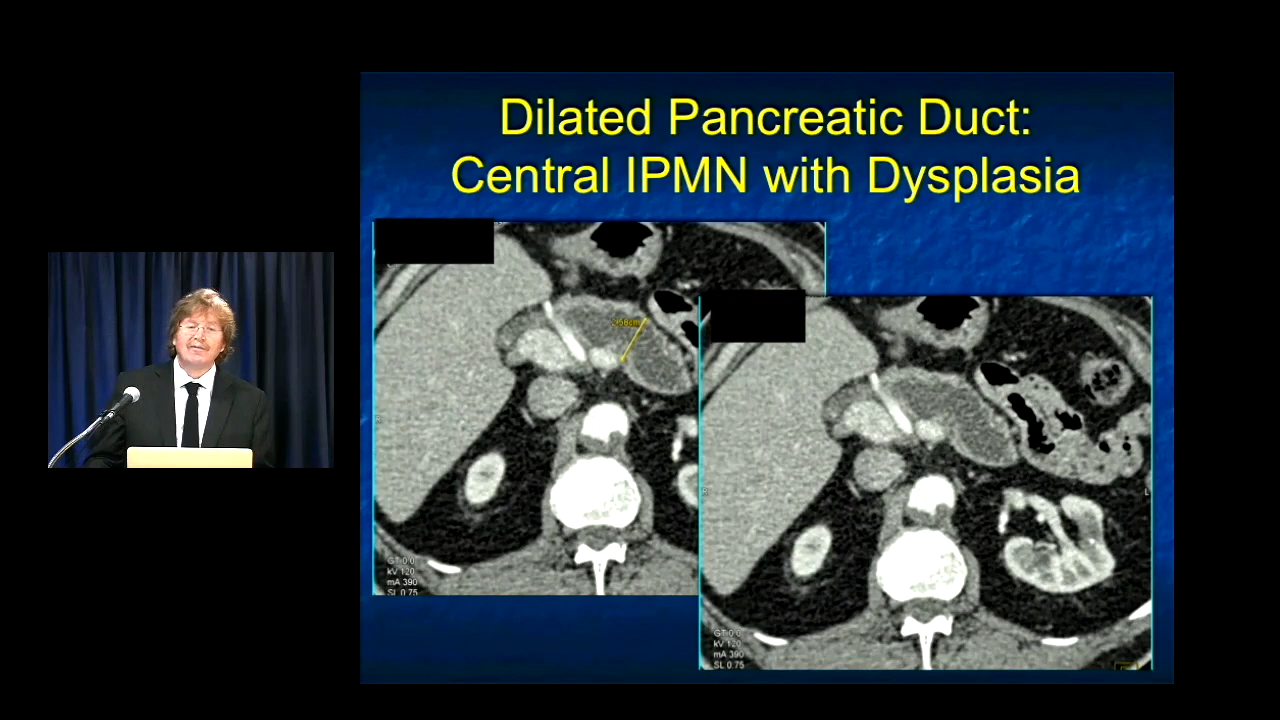 Dilated Pancreatic Duct:
Central IPMN with Dysplasia
GT 0.0
kV 120
mA 390
SL 0.75
R
L
GT 0.0
kV 120
mA 390
SL 0.75